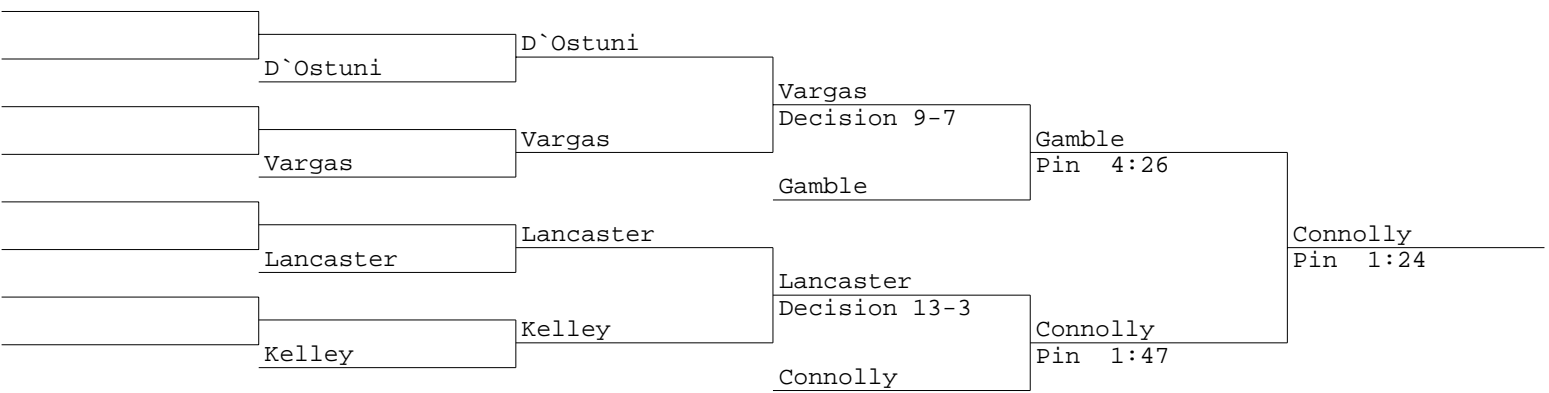 D`Ostuni
D`Ostuni
Vargas
Decision 9-7
Vargas
Vargas
Gamble
Pin 4:26
Gamble
Lancaster
Lancaster
Connolly
Pin 1:24
Lancaster
Decision 13-3
Kelley
Kelley
Connolly
Pin 1:47
Connolly